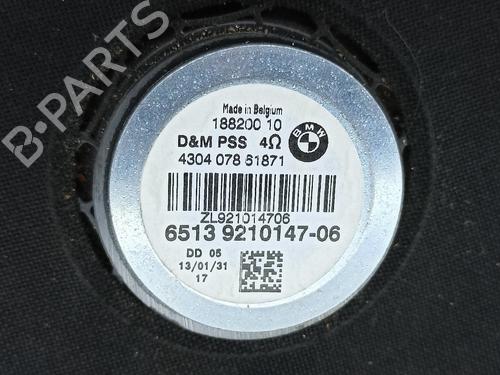 B-PARTS
Made in Belgium
188200 10
BMW
D&M PSS 4Ω
4304 078 61871
ZL921014706
6513 9210147-06
DD 05
13/01/31
17